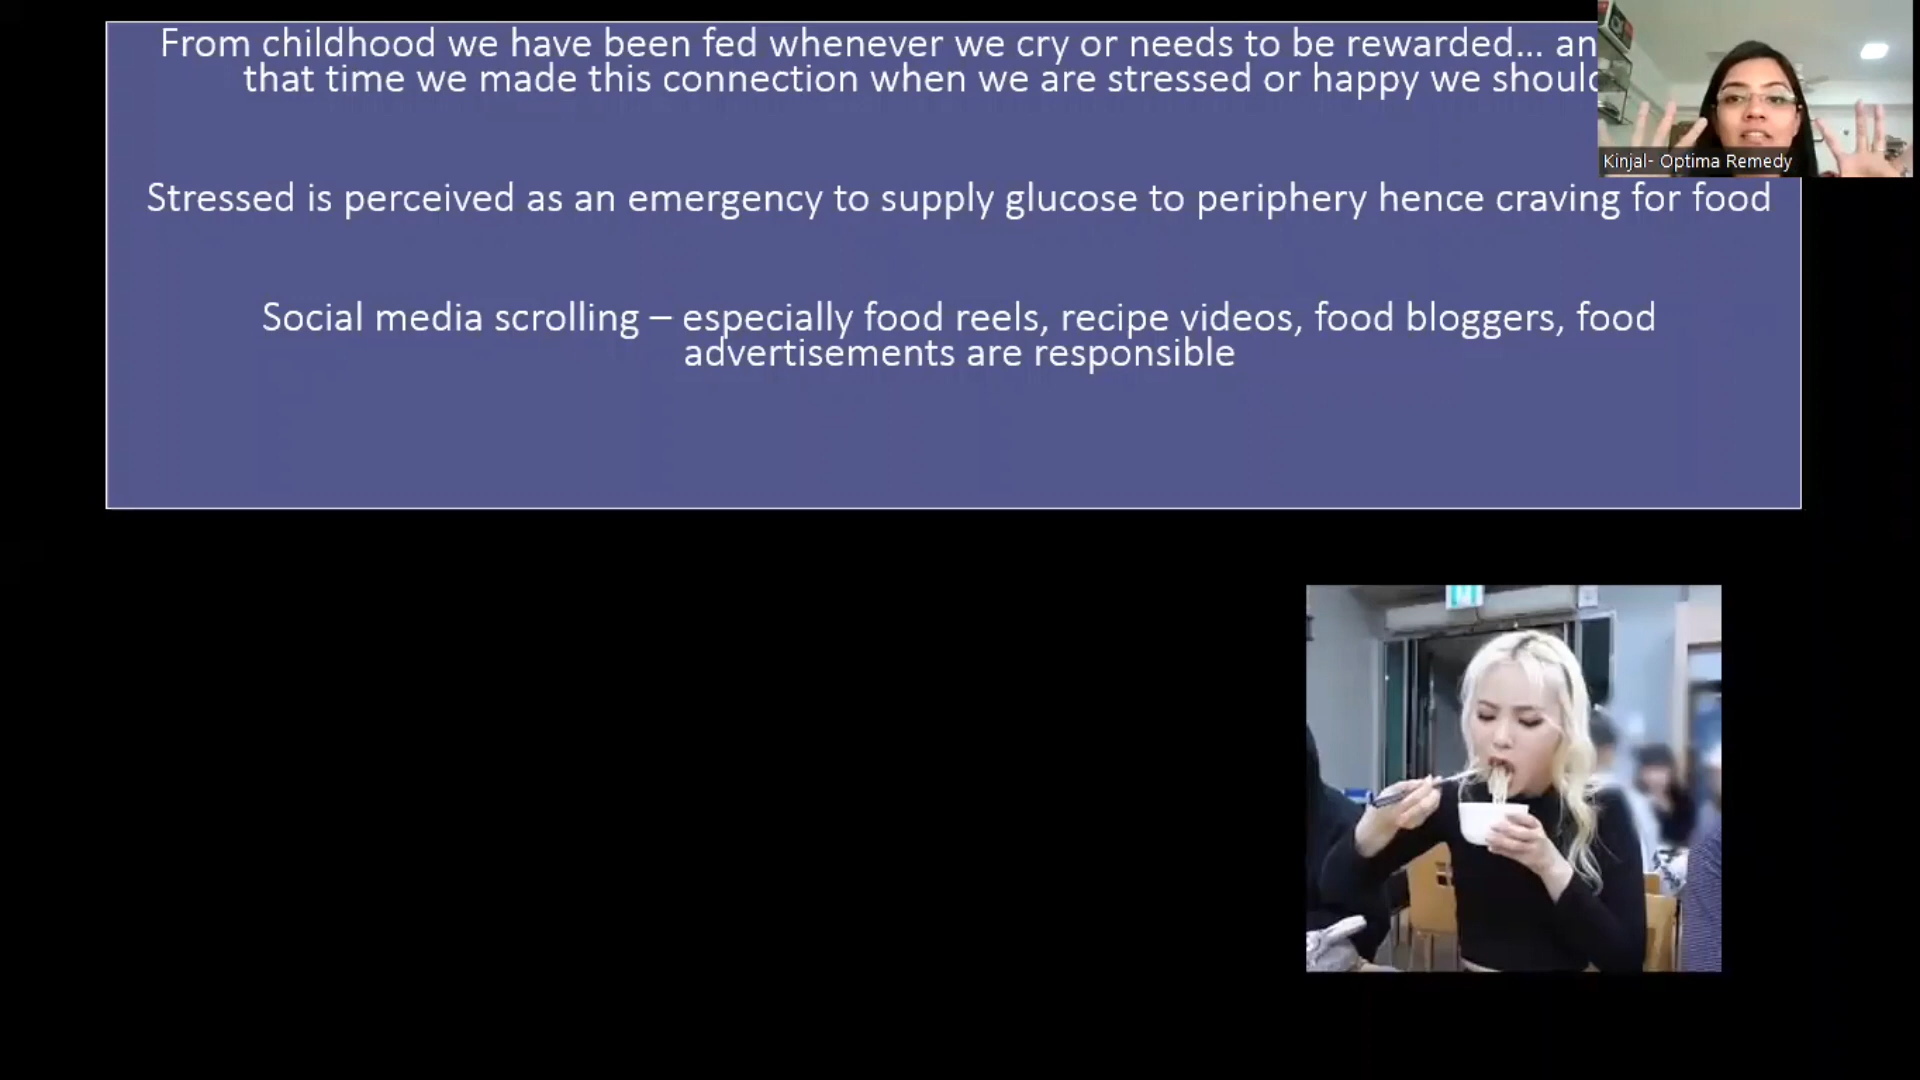 From childhood we have been fed whenever we cry or needs to be rewarded... an
that time we made this connection when we are stressed or happy we should
Kinjal- Optima Remedy
Stressed is perceived as an emergency to supply glucose to periphery hence craving for food
Social media scrolling – especially food reels, recipe videos, food bloggers, food
advertisements are responsible